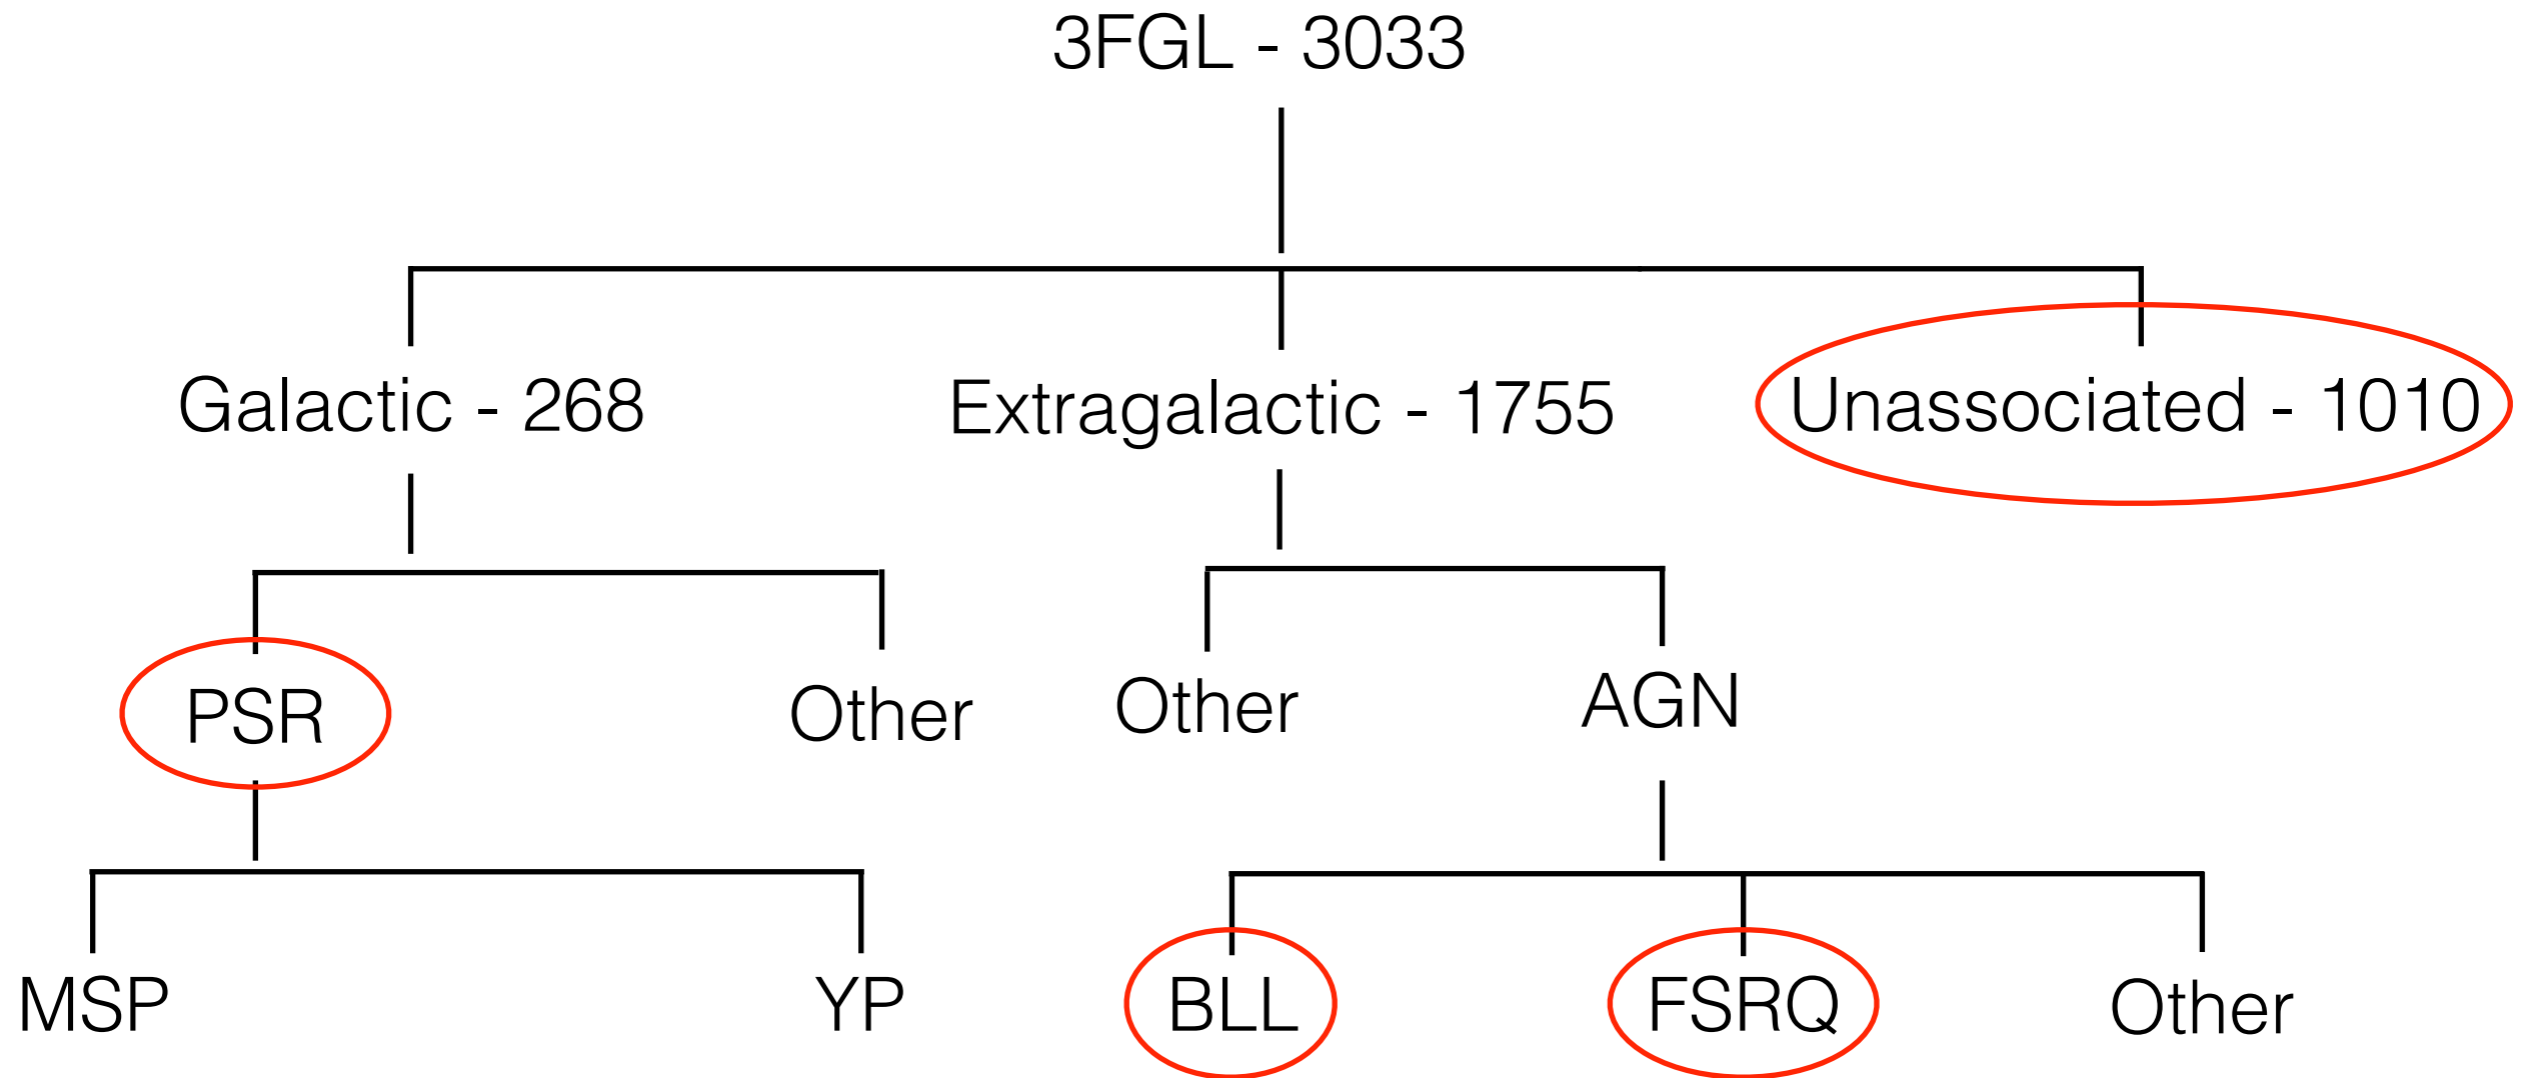 3FGL - 3033
Galactic - 268
Extragalactic - 1755
Unassociated - 1010
PSR
Other
Other
AGN
MSP
YP
BLL
FSRQ
Other